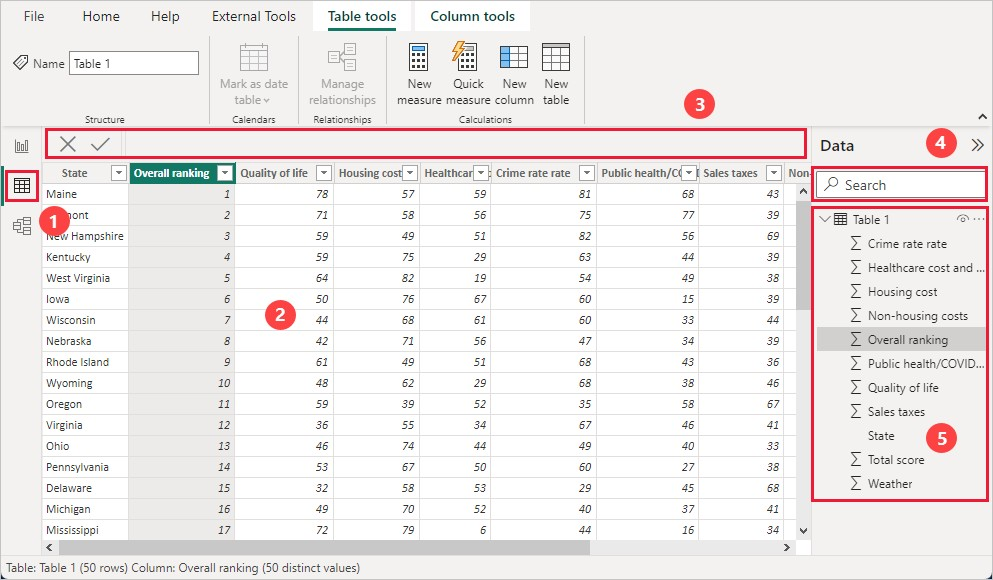 File Home Help External Tools Table tools Column tools
Name Table 1
Mark as date table
Manage relationships
New measure
Quick measure
New column
New table
Structure Calendars Relationships Calculations
3
Data 4
Search
State Overall ranking Quality of life Housing cost Healthcar Crime rate rate Public health/CO Sales taxes Non-
Maine 1 78 57 59 81 68 43
mont 2 71 58 56 75 77 39
New Hampshire 3 59 49 51 82 56 69
Kentucky 4 59 75 29 63 44 39
West Virginia 5 64 82 19 54 49 38
Iowa 6 50 76 67 60 15 39
Wisconsin 7 44 68 61 60 33 44
Nebraska 8 42 71 56 47 34 39
Rhode Island 9 61 49 51 68 43 36
Wyoming 10 48 62 29 68 38 46
Oregon 11 59 39 52 35 58 67
Virginia 12 36 55 34 67 46 41
Ohio 13 46 74 44 49 40 33
Pennsylvania 14 53 67 50 60 27 38
Delaware 15 32 58 53 29 45 68
Michigan 16 49 70 52 40 37 41
Mississippi 17 72 79 6 44 16 34
1
2
Table 1
Crime rate rate
Healthcare cost and ...
Housing cost
Non-housing costs
Overall ranking
Public health/COVID...
Quality of life
Sales taxes
State
5
Total score
Weather
Table: Table 1 (50 rows) Column: Overall ranking (50 distinct values)